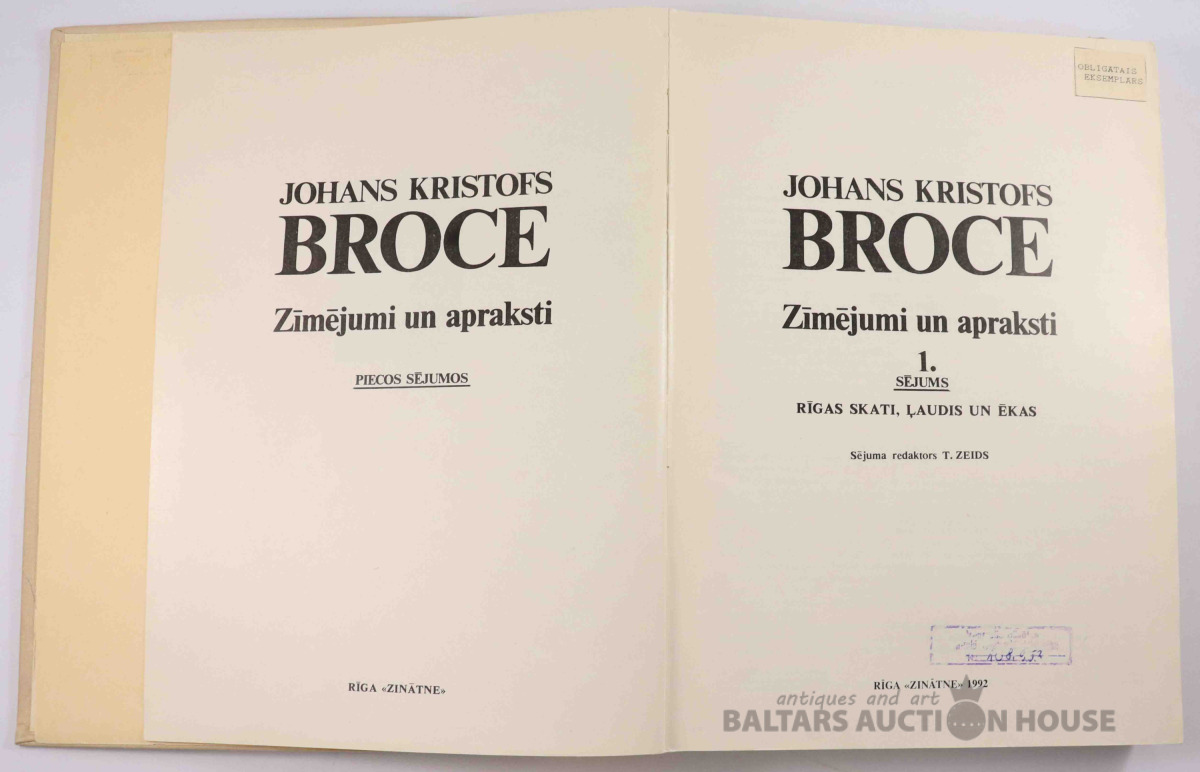 JOHANS KRISTOFS
BROCE
Zīmējumi un apraksti
PIECOS SĒJUMOS
RĪGA «ZINĀTNE»
OBLIGATAIS
EKSEMPLARS
JOHANS KRISTOFS
BROCE
Zīmējumi un apraksti
1.
SĒJUMS
RĪGAS SKATI, ĻAUDIS UN ĒKAS
Sējuma redaktors T. ZEIDS
RĪGA «ZINĀTNE» 1992
antiques and art
BALTARS AUCTION HOUSE